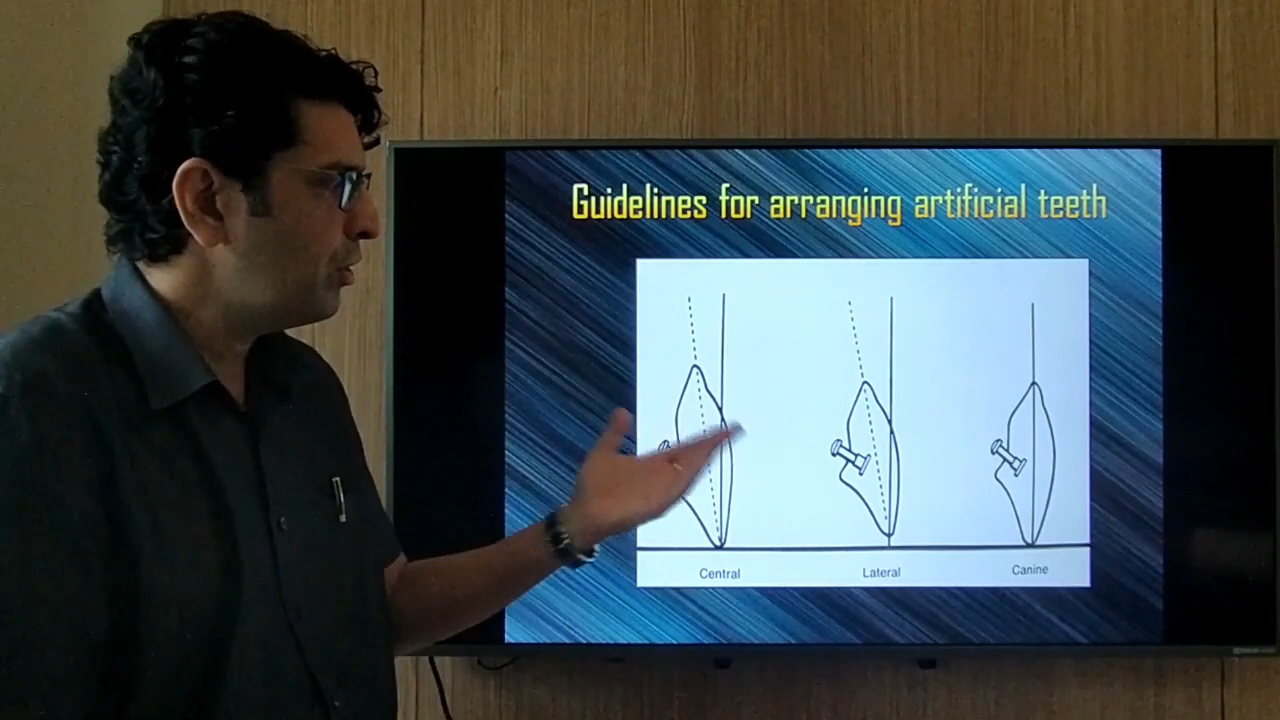 Guidelines for arranging artificial teeth
Central
Lateral
Canine